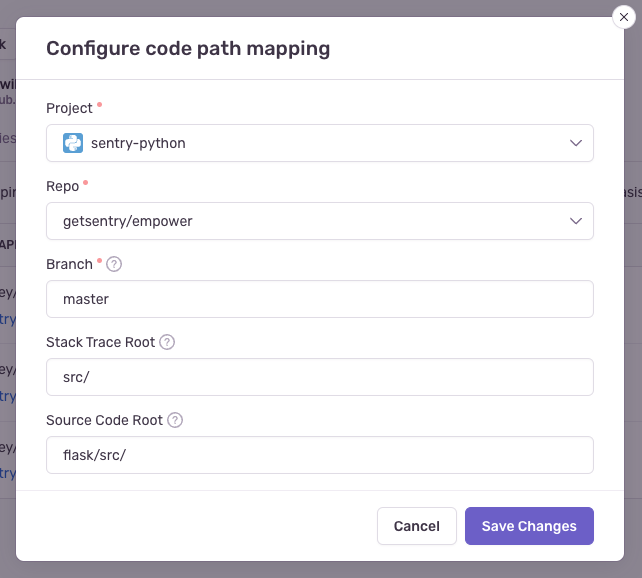 Configure code path mapping
Project *
sentry-python
Repo *
getsentry/empower
Branch * ?
master
Stack Trace Root ?
src/
Source Code Root ?
flask/src/
Cancel
Save Changes